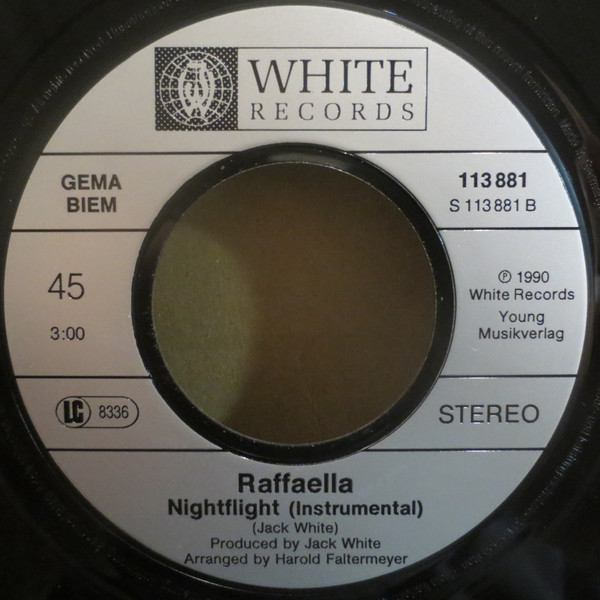 WHITE
RECORDS
GEMA
BIEM
113 881
S 113 881 B
45
3:00
℗ 1990
White Records
Young
Musikverlag
LC 8336
STEREO
Raffaella
Nightflight (Instrumental)
(Jack White)
Produced by Jack White
Arranged by Harold Faltermeyer